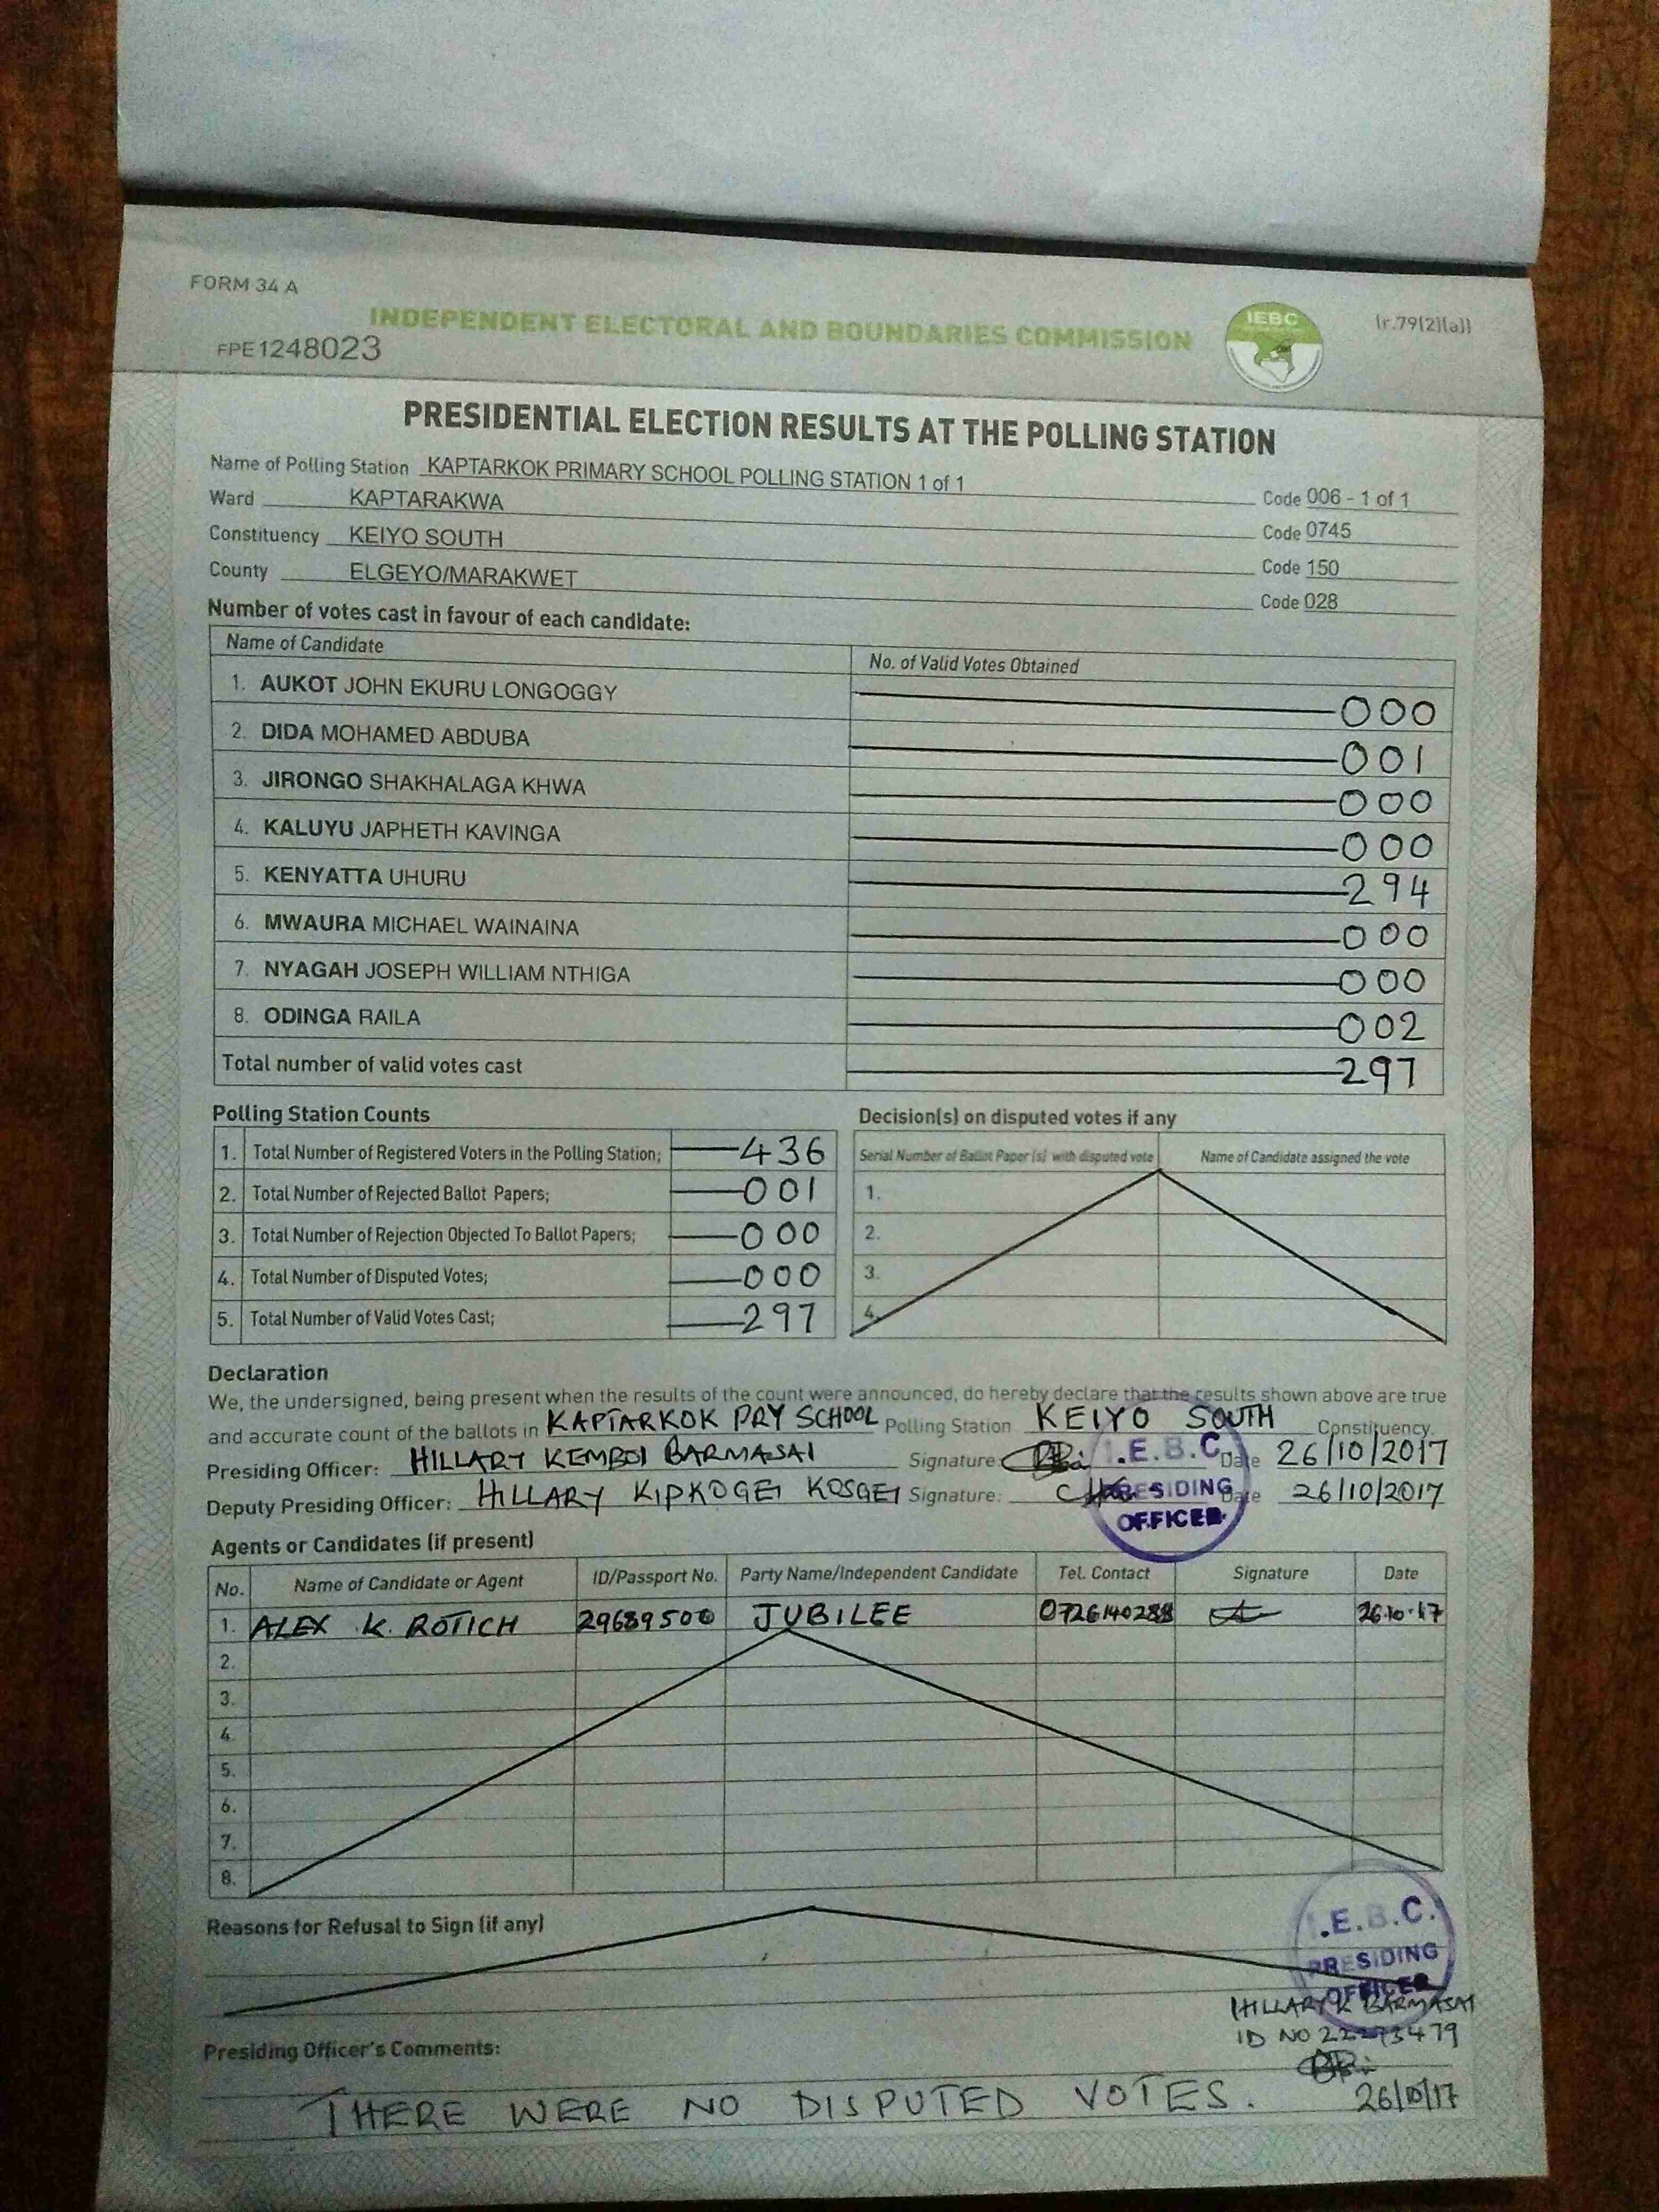 FORM 34 A
INDEPENDENT ELECTORAL AND BOUNDARIES COMMISSION
IEBC
(r.79(2)(a))
FPE1248023
PRESIDENTIAL ELECTION RESULTS AT THE POLLING STATION
Name of Polling Station KAPTARKOK PRIMARY SCHOOL POLLING STATION 1 of 1
Code 006 - 1 of 1
Ward KAPTARAKWA
Code 0745
Constituency KEIYO SOUTH
Code 150
County ELGEYO/MARAKWET
Code 028
Number of votes cast in favour of each candidate:
Name of Candidate No. of Valid Votes Obtained
1. AUKOT JOHN EKURU LONGOGGY 000
2. DIDA MOHAMED ABDUBA 001
3. JIRONGO SHAKHALAGA KHWA 000
4. KALUYU JAPHETH KAVINGA 000
5. KENYATTA UHURU 294
6. MWAURA MICHAEL WAINAINA 000
7. NYAGAH JOSEPH WILLIAM NTHIGA 000
8. ODINGA RAILA 002
Total number of valid votes cast 297
Polling Station Counts
1. Total Number of Registered Voters in the Polling Station; 436
2. Total Number of Rejected Ballot Papers; 001
3. Total Number of Rejection Objected To Ballot Papers; 000
4. Total Number of Disputed Votes; 000
5. Total Number of Valid Votes Cast; 297
Decision(s) on disputed votes if any
Serial Number of Ballot Paper(s) with disputed vote Name of Candidate assigned the vote
1.
2.
3.
4.
Declaration
We, the undersigned, being present when the results of the count were announced, do hereby declare that the results shown above are true
and accurate count of the ballots in KAPTARKOK PRY SCHOOL Polling Station KEIYO SOUTH Constituency.
Presiding Officer: HILLARY KEMBOI BARMASAI Signature Date 26/10/2017
Deputy Presiding Officer: HILLARY KIPKOGEI KOSGEI Signature: Date 26/10/2017
I.E.B.C.
PRESIDING
OFFICER
Agents or Candidates (if present)
No. Name of Candidate or Agent ID/Passport No. Party Name/Independent Candidate Tel. Contact Signature Date
1. ALEX K. ROTICH 29689500 JUBILEE 26.10.17
2.
3.
4.
5.
6.
7.
8.
Reasons for Refusal to Sign (if any)
I.E.B.C.
PRESIDING
OFFICER
HILLARY K BARMASAI
ID NO
Presiding Officer's Comments:
THERE WERE NO DISPUTED VOTES.
26/10/17